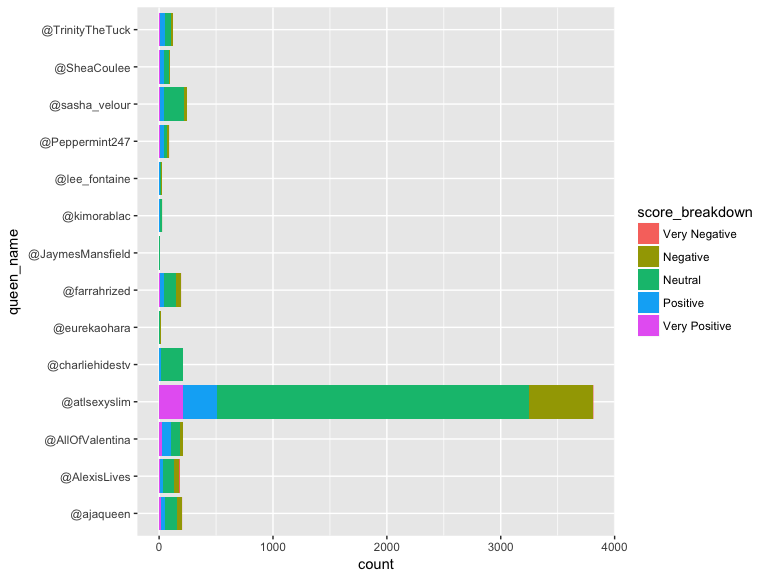 @TrinityTheTuck
@SheaCoulee
@sasha_velour
@Peppermint247
@lee_fontaine
@kimorablac
@JaymesMansfield
@farrahrized
@eurekaohara
@charliehidestv
@atlsexyslim
@AllOfValentina
@AlexisLives
@ajaqueen
queen_name
0 1000 2000 3000 4000
count
score_breakdown
Very Negative
Negative
Neutral
Positive
Very Positive